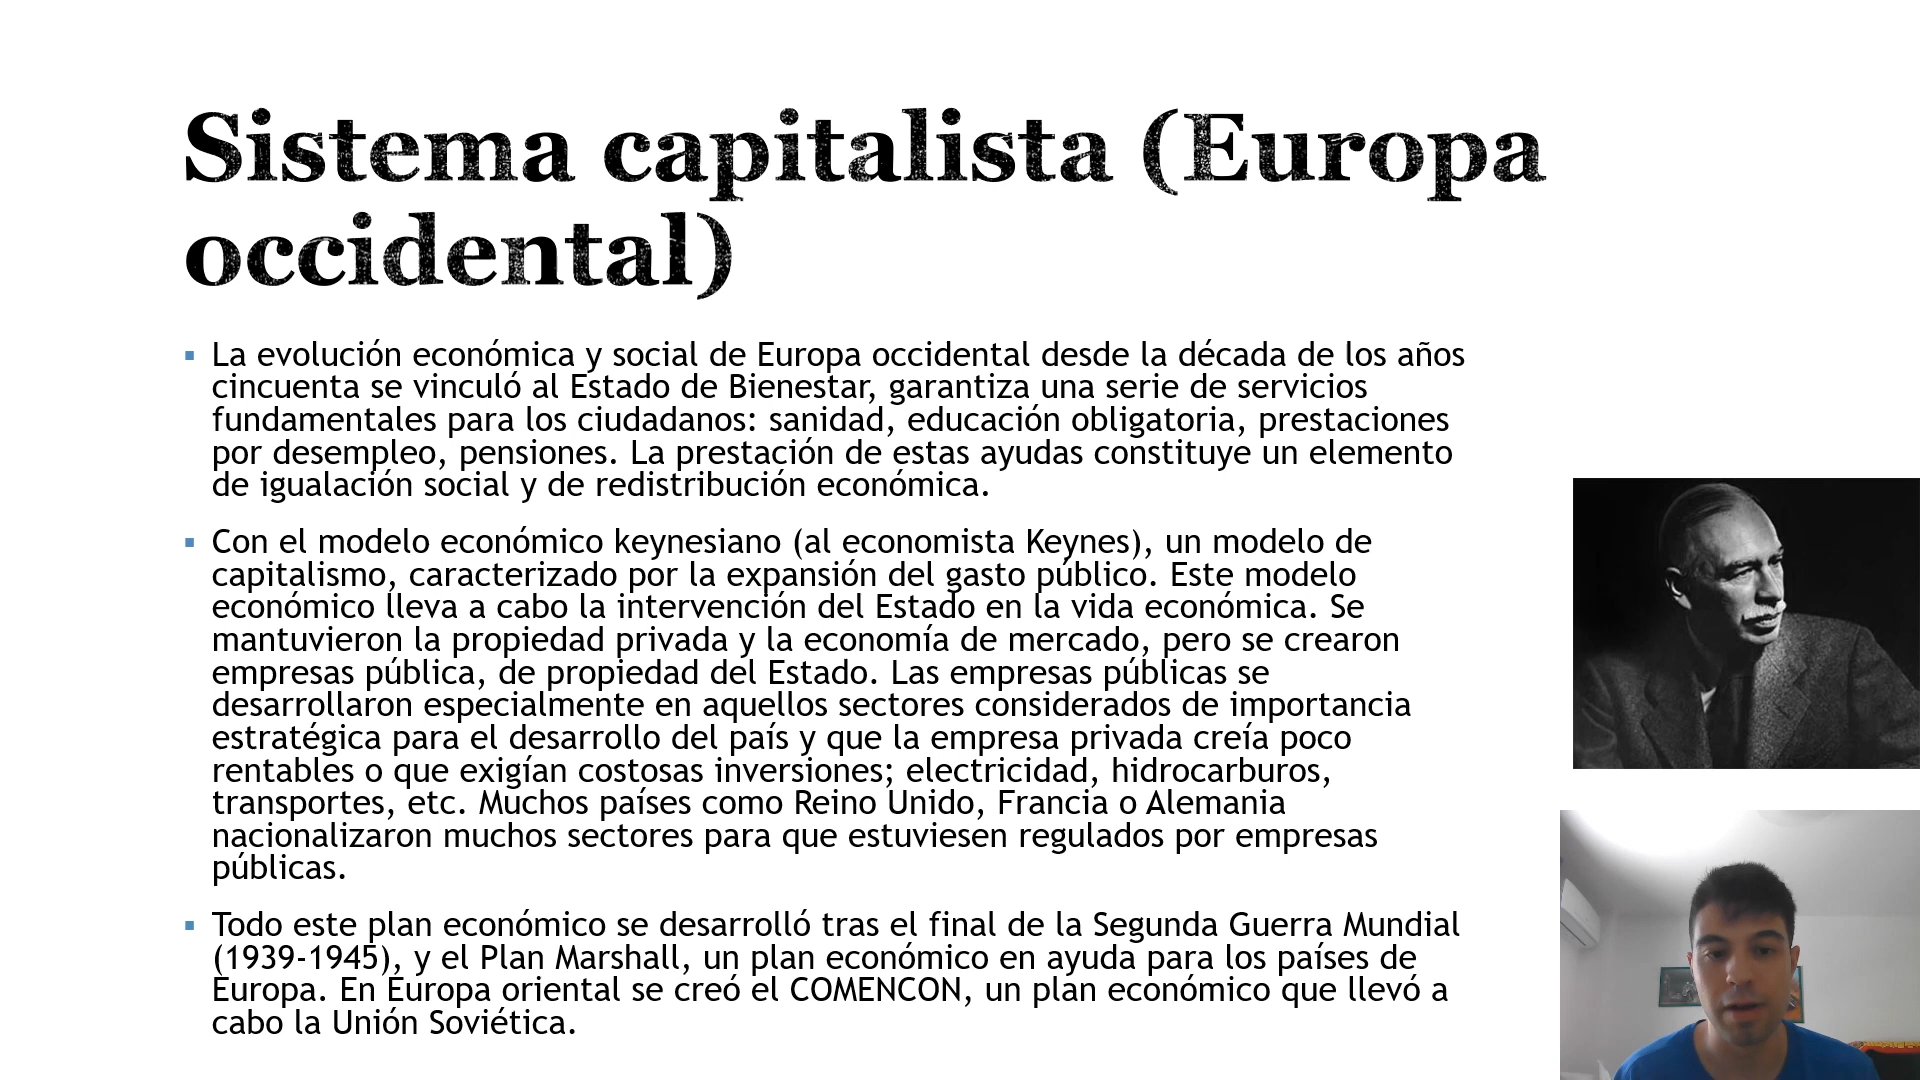 Sistema capitalista (Europa
occidental)
▪ La evolución económica y social de Europa occidental desde la década de los años
cincuenta se vinculó al Estado de Bienestar, garantiza una serie de servicios
fundamentales para los ciudadanos: sanidad, educación obligatoria, prestaciones
por desempleo, pensiones. La prestación de estas ayudas constituye un elemento
de igualación social y de redistribución económica.
▪ Con el modelo económico keynesiano (al economista Keynes), un modelo de
capitalismo, caracterizado por la expansión del gasto público. Este modelo
económico lleva a cabo la intervención del Estado en la vida económica. Se
mantuvieron la propiedad privada y la economía de mercado, pero se crearon
empresas pública, de propiedad del Estado. Las empresas públicas se
desarrollaron especialmente en aquellos sectores considerados de importancia
estratégica para el desarrollo del país y que la empresa privada creía poco
rentables o que exigían costosas inversiones; electricidad, hidrocarburos,
transportes, etc. Muchos países como Reino Unido, Francia o Alemania
nacionalizaron muchos sectores para que estuviesen regulados por empresas
públicas.
▪ Todo este plan económico se desarrolló tras el final de la Segunda Guerra Mundial
(1939-1945), y el Plan Marshall, un plan económico en ayuda para los países de
Europa. En Europa oriental se creó el COMENCON, un plan económico que llevó a
cabo la Unión Soviética.